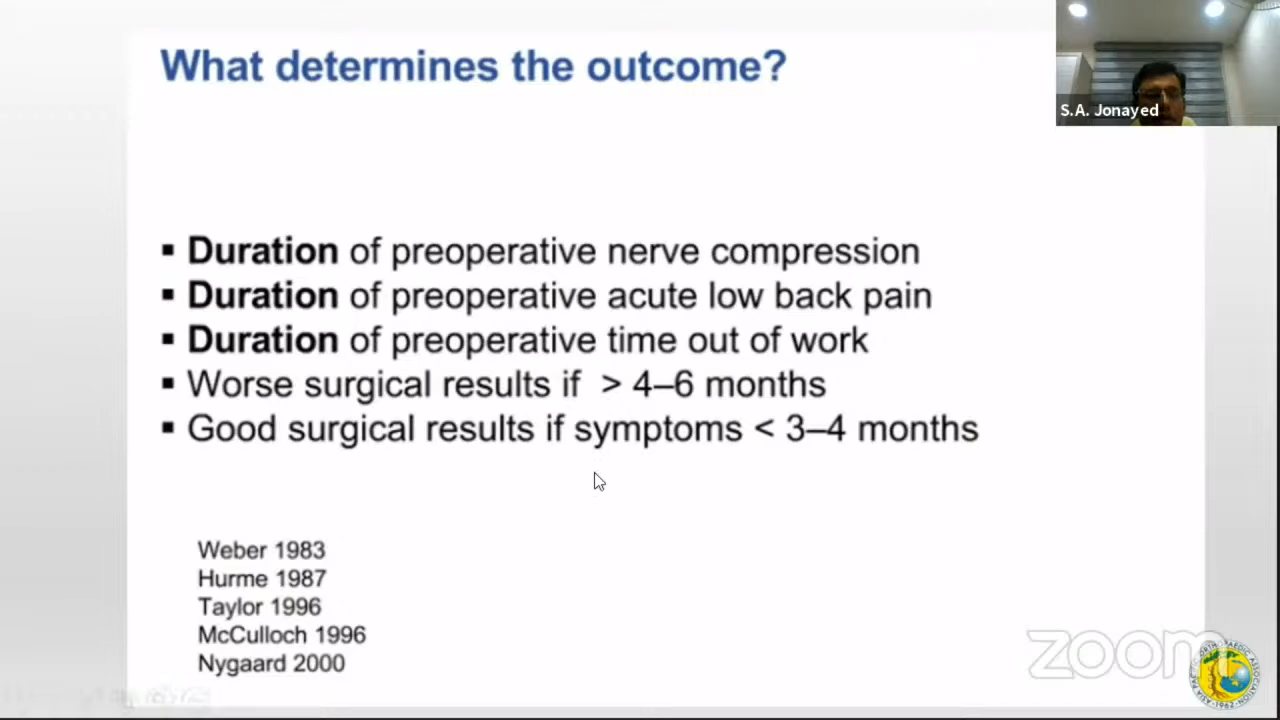 What determines the outcome?
S.A. Jonayed
▪ Duration of preoperative nerve compression
▪ Duration of preoperative acute low back pain
▪ Duration of preoperative time out of work
▪ Worse surgical results if > 4–6 months
▪ Good surgical results if symptoms < 3–4 months
Weber 1983
Hurme 1987
Taylor 1996
McCulloch 1996
Nygaard 2000
zoom